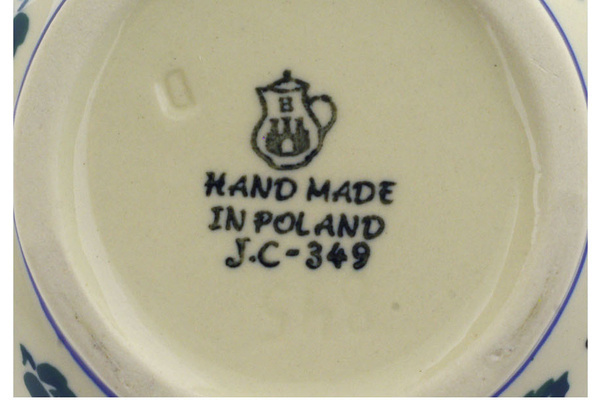 B
HAND MADE
IN POLAND
J.C-349